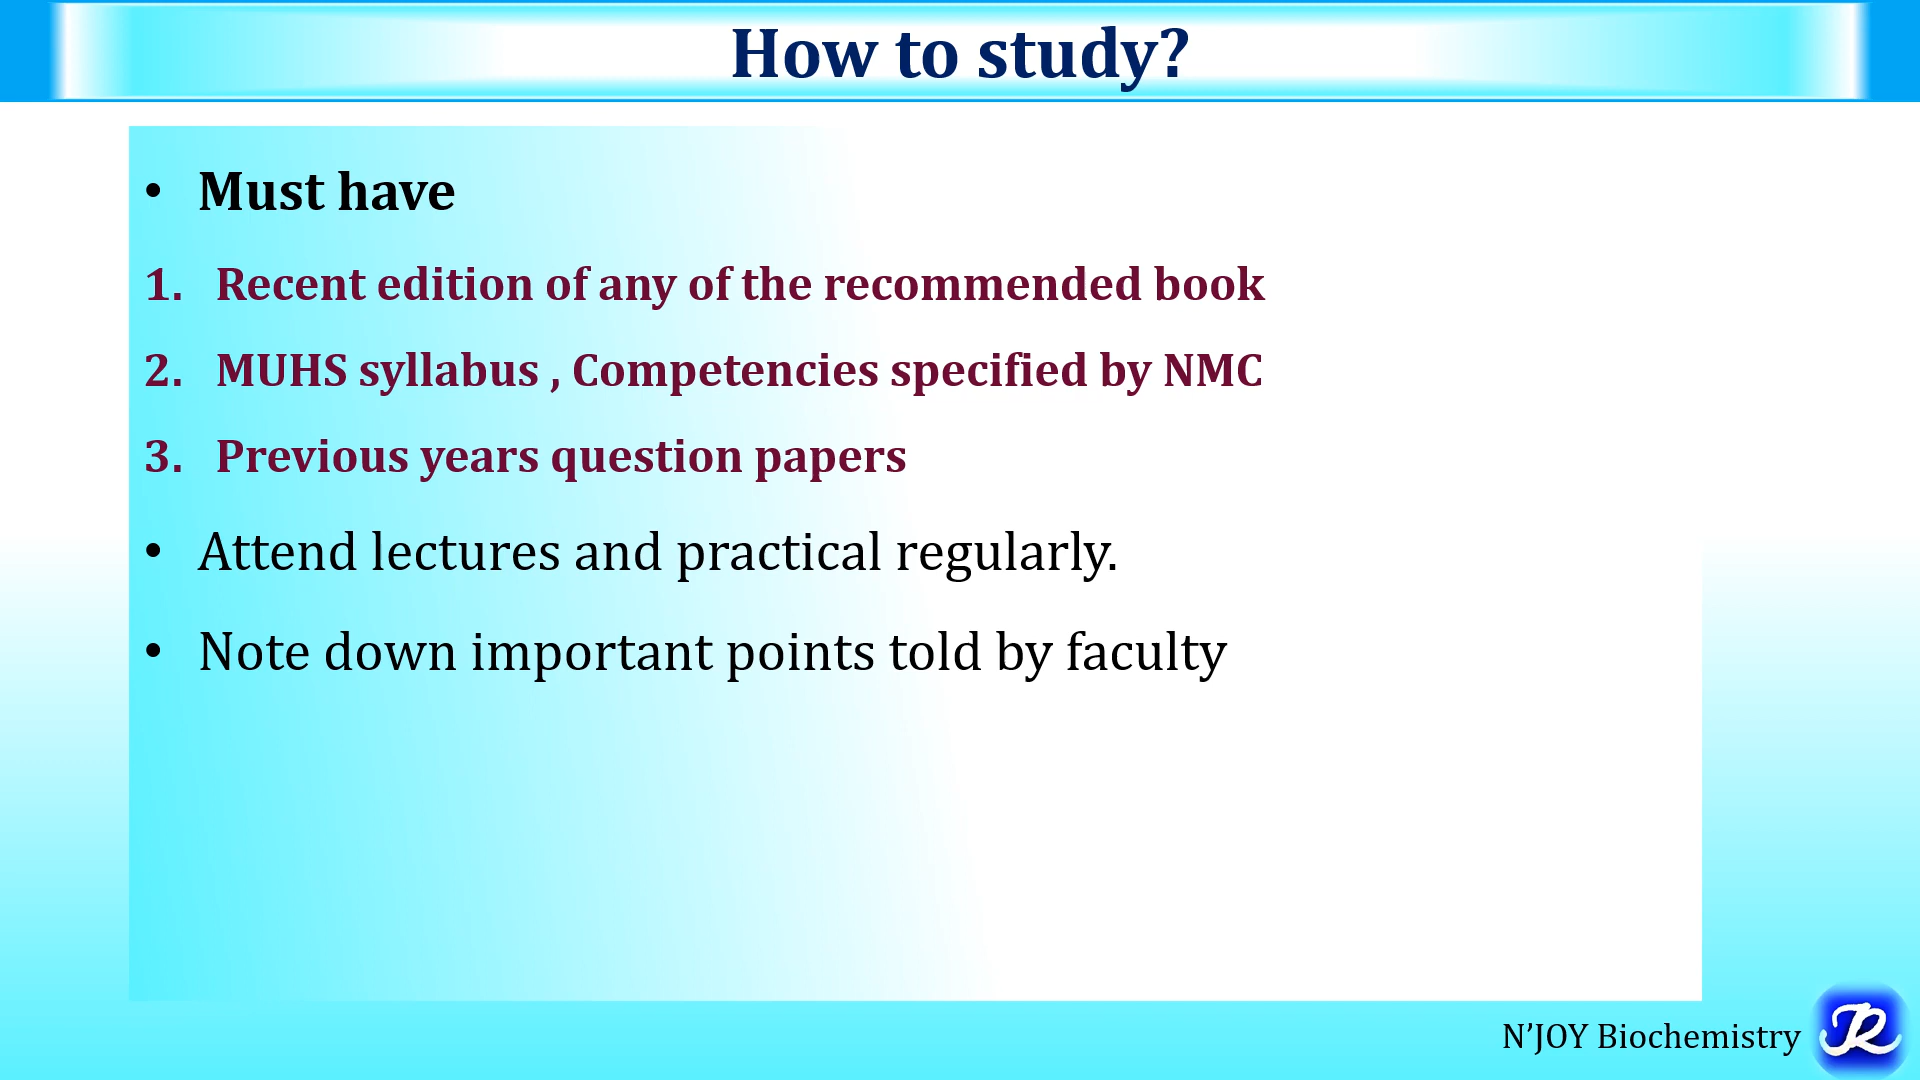 How to study?
• Must have
1. Recent edition of any of the recommended book
2. MUHS syllabus , Competencies specified by NMC
3. Previous years question papers
• Attend lectures and practical regularly.
• Note down important points told by faculty
N’JOY Biochemistry
JR